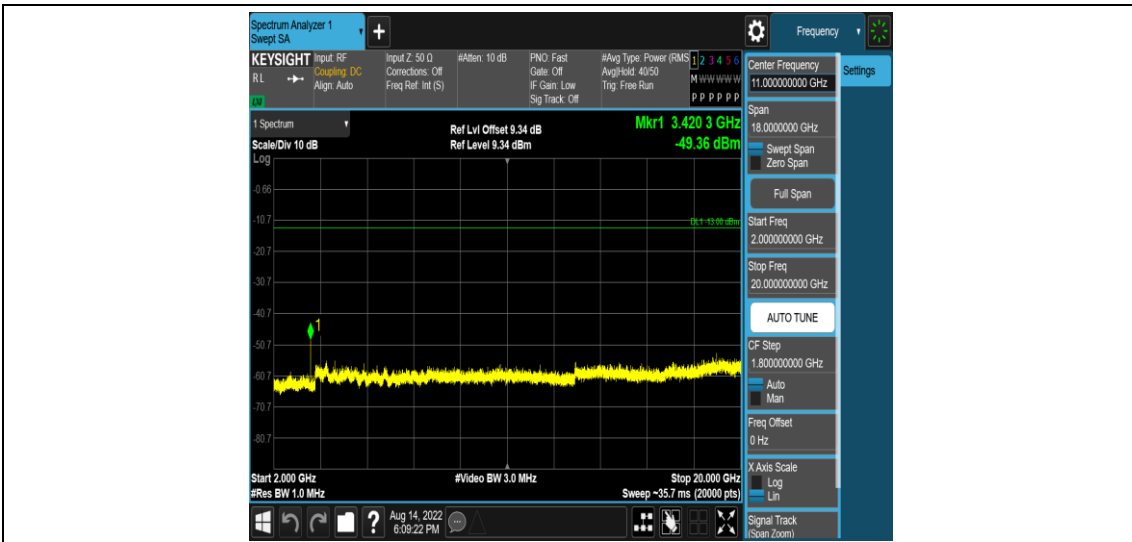 Spectrum Analyzer 1
Swept SA
+
Frequency
KEYSIGHT
RL
LXI
Input: RF
Coupling: DC
Align: Auto
Input Z: 50 Ω
Corrections: Off
Freq Ref: Int (S)
#Atten: 10 dB
PNO: Fast
Gate: Off
IF Gain: Low
Sig Track: Off
#Avg Type: Power (RMS
Avg|Hold: 40/50
Trig: Free Run
1 2 3 4 5 6
M W W W W W
P P P P P P
Center Frequency
11.000000000 GHz
Settings
1 Spectrum
Scale/Div 10 dB
Ref Lvl Offset 9.34 dB
Ref Level 9.34 dBm
Mkr1 3.420 3 GHz
-49.36 dBm
Log
-0.66
-10.7
-20.7
-30.7
-40.7
-50.7
-60.7
-70.7
-80.7
DL1 -13.00 dBm
1
Start 2.000 GHz
#Res BW 1.0 MHz
#Video BW 3.0 MHz
Stop 20.000 GHz
Sweep ~35.7 ms (20000 pts)
Span
18.0000000 GHz
Swept Span
Zero Span
Full Span
Start Freq
2.000000000 GHz
Stop Freq
20.000000000 GHz
AUTO TUNE
CF Step
1.800000000 GHz
Auto
Man
Freq Offset
0 Hz
X Axis Scale
Log
Lin
Signal Track
(Span Zoom)
?
Aug 14, 2022
6:09:22 PM